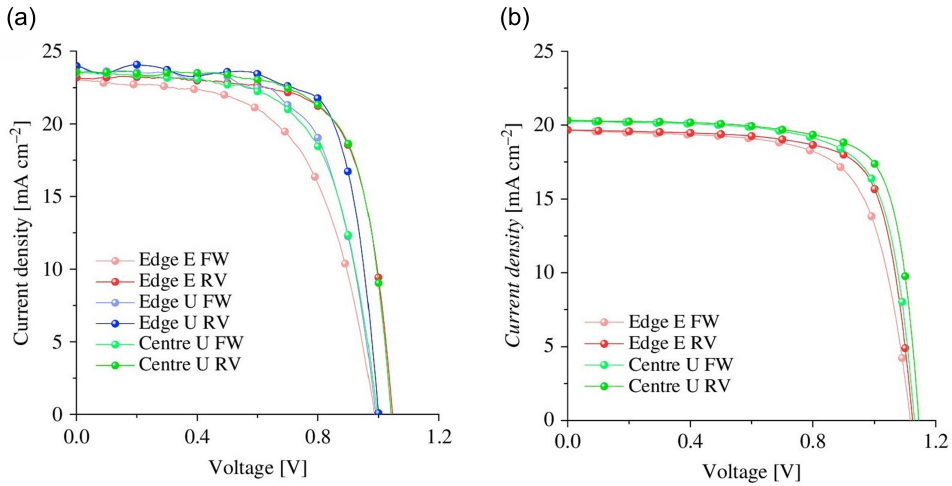 (a)
25
20
15
10
5
0
0.0 0.4 0.8 1.2
Current density [mA cm⁻²]
Voltage [V]
Edge E FW
Edge E RV
Edge U FW
Edge U RV
Centre U FW
Centre U RV
(b)
25
20
15
10
5
0
0.0 0.4 0.8 1.2
Current density [mA cm⁻²]
Voltage [V]
Edge E FW
Edge E RV
Centre U FW
Centre U RV